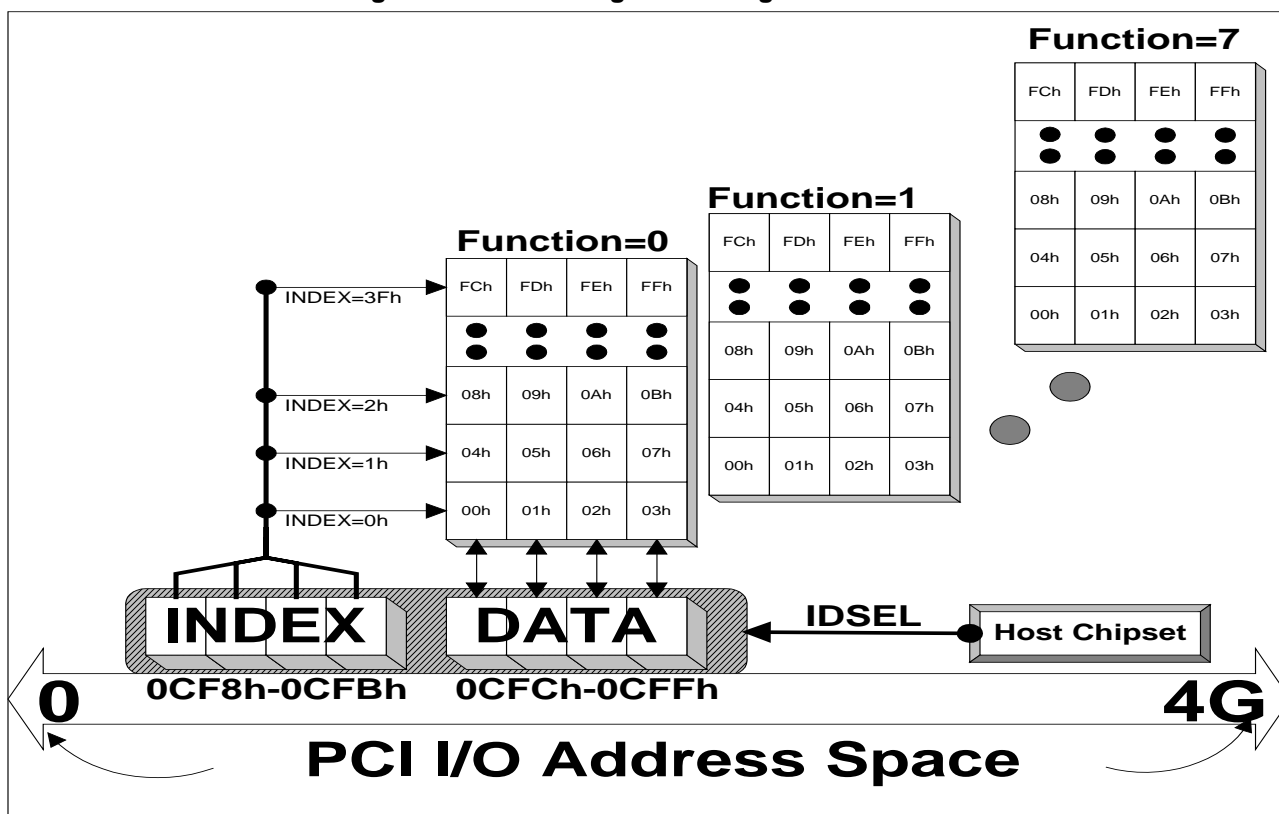 Function=7
FCh FDh FEh FFh
08h 09h 0Ah 0Bh
04h 05h 06h 07h
00h 01h 02h 03h
Function=1
FCh FDh FEh FFh
08h 09h 0Ah 0Bh
04h 05h 06h 07h
00h 01h 02h 03h
Function=0
FCh FDh FEh FFh
08h 09h 0Ah 0Bh
04h 05h 06h 07h
00h 01h 02h 03h
INDEX=3Fh
INDEX=2h
INDEX=1h
INDEX=0h
INDEX
DATA
IDSEL
Host Chipset
0CF8h-0CFBh
0CFCh-0CFFh
0
4G
PCI I/O Address Space